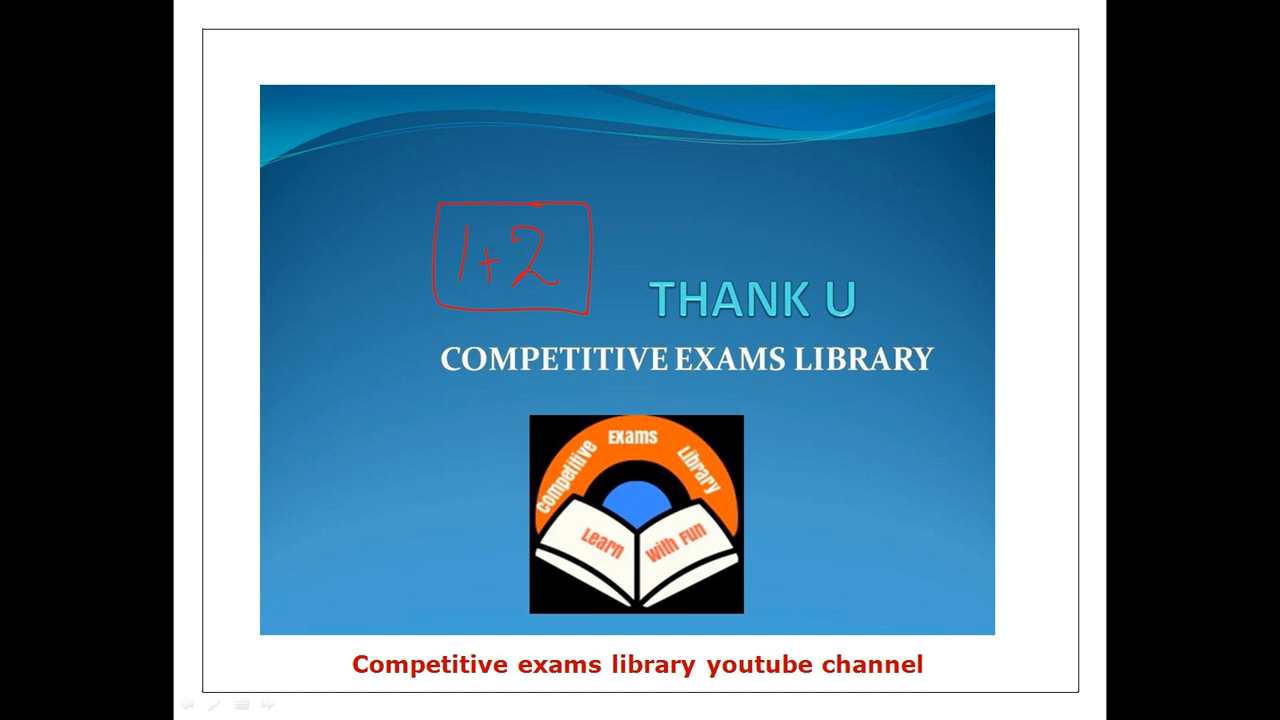 1+2
THANK U
COMPETITIVE EXAMS LIBRARY
Competitive Exams Library
Learn With Fun
Competitive exams library youtube channel